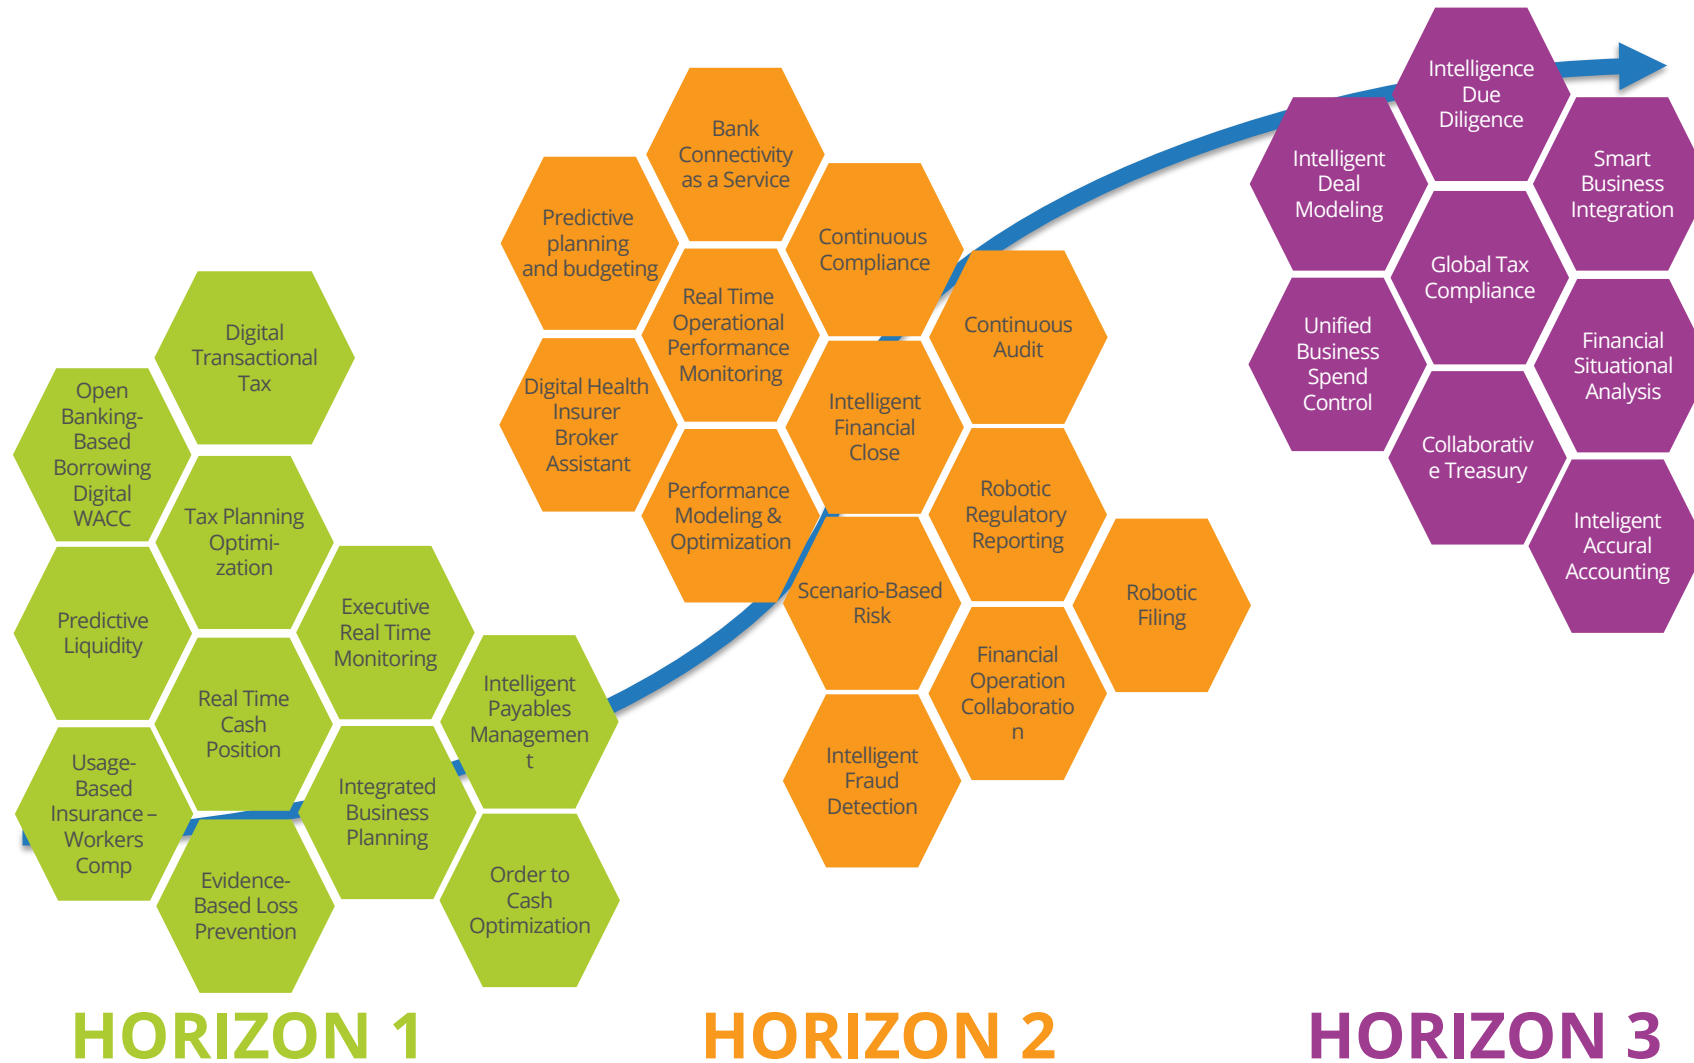 Digital
Transactional
Tax
Open
Banking-
Based
Borrowing
Digital
WACC
Tax Planning
Optimi-
zation
Predictive
Liquidity
Executive
Real Time
Monitoring
Real Time
Cash
Position
Intelligent
Payables
Managemen
t
Usage-
Based
Insurance –
Workers
Comp
Integrated
Business
Planning
Evidence-
Based Loss
Prevention
Order to
Cash
Optimization
HORIZON 1
Bank
Connectivity
as a Service
Predictive
planning
and budgeting
Continuous
Compliance
Real Time
Operational
Performance
Monitoring
Continuous
Audit
Digital Health
Insurer
Broker
Assistant
Intelligent
Financial
Close
Performance
Modeling &
Optimization
Robotic
Regulatory
Reporting
Scenario-Based
Risk
Robotic
Filing
Financial
Operation
Collaboratio
n
Intelligent
Fraud
Detection
HORIZON 2
Intelligence
Due
Diligence
Intelligent
Deal
Modeling
Smart
Business
Integration
Global Tax
Compliance
Unified
Business
Spend
Control
Financial
Situational
Analysis
Collaborativ
e Treasury
Inteligent
Accural
Accounting
HORIZON 3